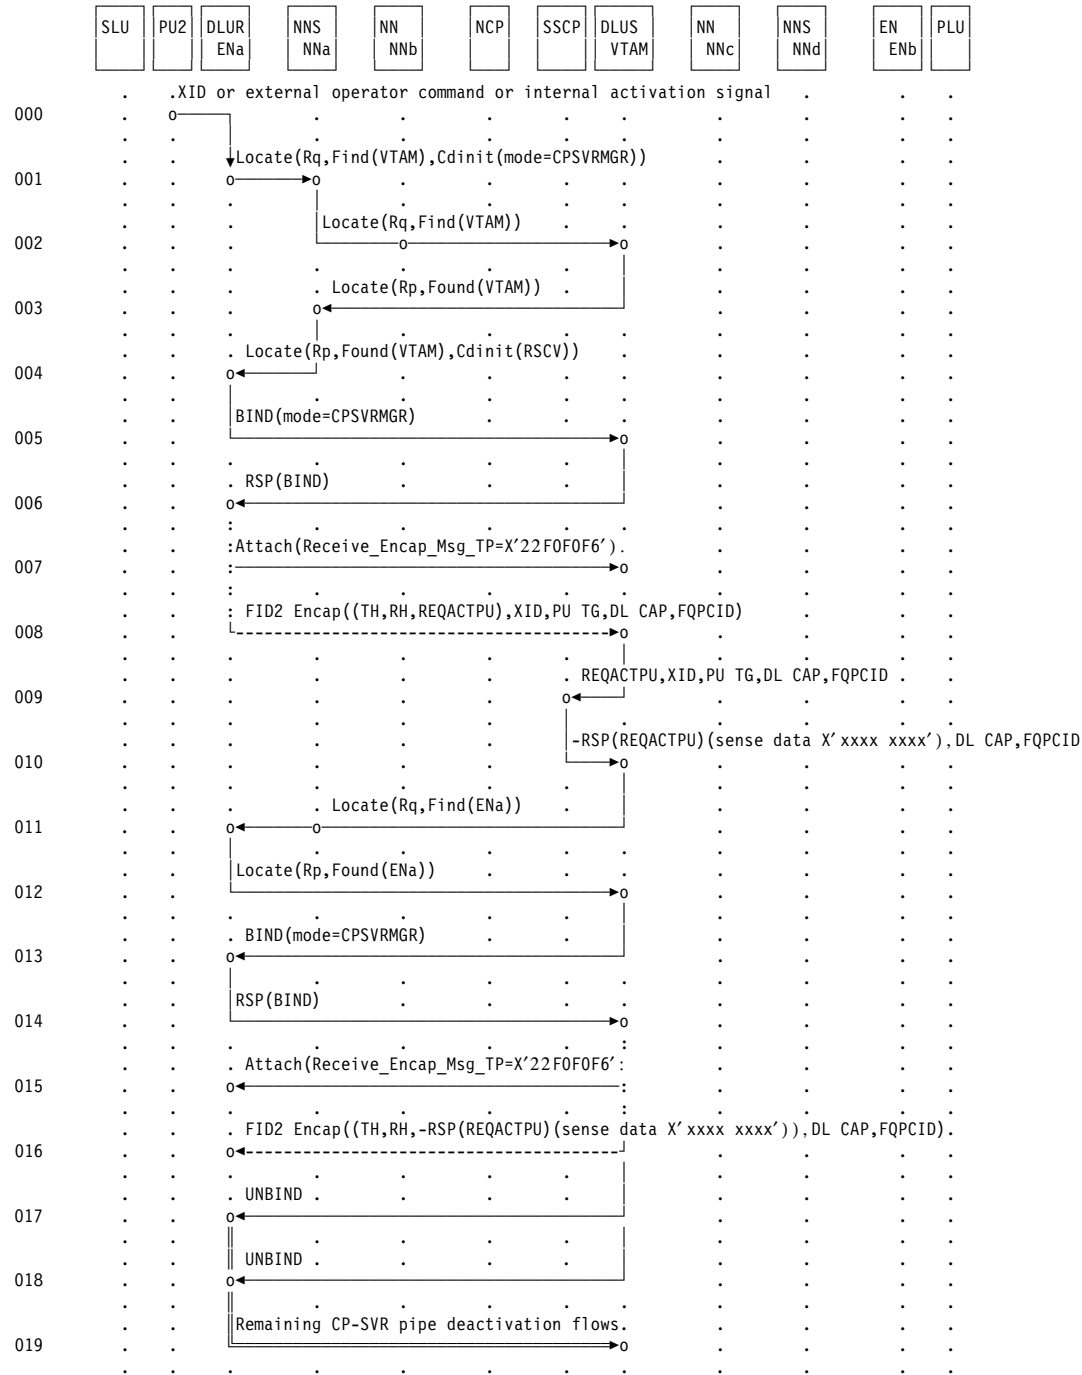 SLU PU2 DLUR NNS NN NCP SSCP DLUS NN NNS EN PLU
ENa NNa NNb VTAM NNc NNd ENb
.XID or external operator command or internal activation signal
000
Locate(Rq,Find(VTAM),Cdinit(mode=CPSVRMGR))
001
Locate(Rq,Find(VTAM))
002
Locate(Rp,Found(VTAM))
003
Locate(Rp,Found(VTAM),Cdinit(RSCV))
004
BIND(mode=CPSVRMGR)
005
RSP(BIND)
006
:Attach(Receive_Encap_Msg_TP=X'22F0F0F6').
007
: FID2 Encap((TH,RH,REQACTPU),XID,PU TG,DL CAP,FQPCID)
008
REQACTPU,XID,PU TG,DL CAP,FQPCID
009
-RSP(REQACTPU)(sense data X'xxxx xxxx'),DL CAP,FQPCID
010
Locate(Rq,Find(ENa))
011
Locate(Rp,Found(ENa))
012
BIND(mode=CPSVRMGR)
013
RSP(BIND)
014
Attach(Receive_Encap_Msg_TP=X'22F0F0F6':
015
FID2 Encap((TH,RH,-RSP(REQACTPU)(sense data X'xxxx xxxx')),DL CAP,FQPCID).
016
UNBIND
017
UNBIND
018
Remaining CP-SVR pipe deactivation flows.
019